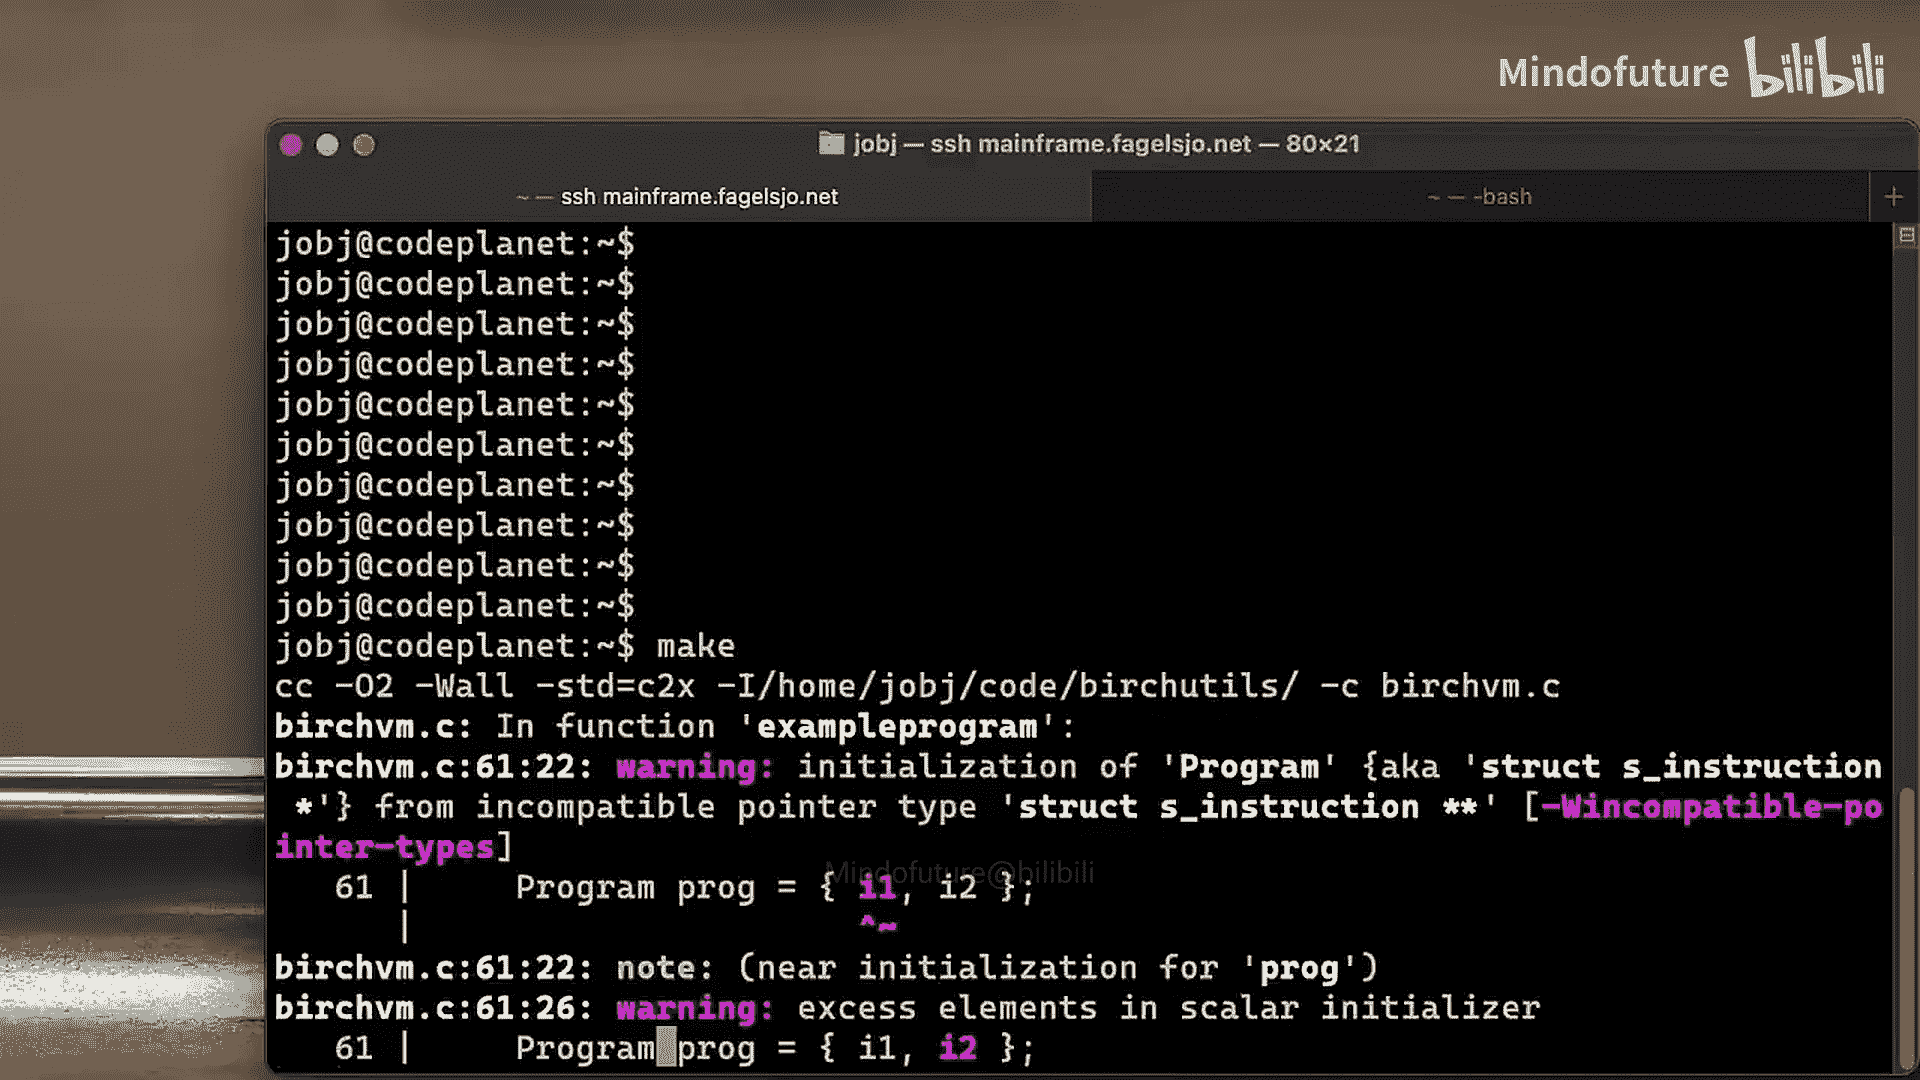 Mindofuture bilibili
jobj — ssh mainframe.fagelsjo.net — 80×21
~ — ssh mainframe.fagelsjo.net
~ — -bash
+
jobj@codeplanet:~$
jobj@codeplanet:~$
jobj@codeplanet:~$
jobj@codeplanet:~$
jobj@codeplanet:~$
jobj@codeplanet:~$
jobj@codeplanet:~$
jobj@codeplanet:~$
jobj@codeplanet:~$
jobj@codeplanet:~$
jobj@codeplanet:~$ make
cc -O2 -Wall -std=c2x -I/home/jobj/code/birchutils/ -c birchvm.c
birchvm.c: In function 'exampleprogram':
birchvm.c:61:22: warning: initialization of 'Program' {aka 'struct s_instruction
 *'} from incompatible pointer type 'struct s_instruction **' [-Wincompatible-po
inter-types]
Mindofuture@bilibili
   61 |     Program prog = { i1, i2 };
      |                      ^~
birchvm.c:61:22: note: (near initialization for 'prog')
birchvm.c:61:26: warning: excess elements in scalar initializer
   61 |     Program prog = { i1, i2 };